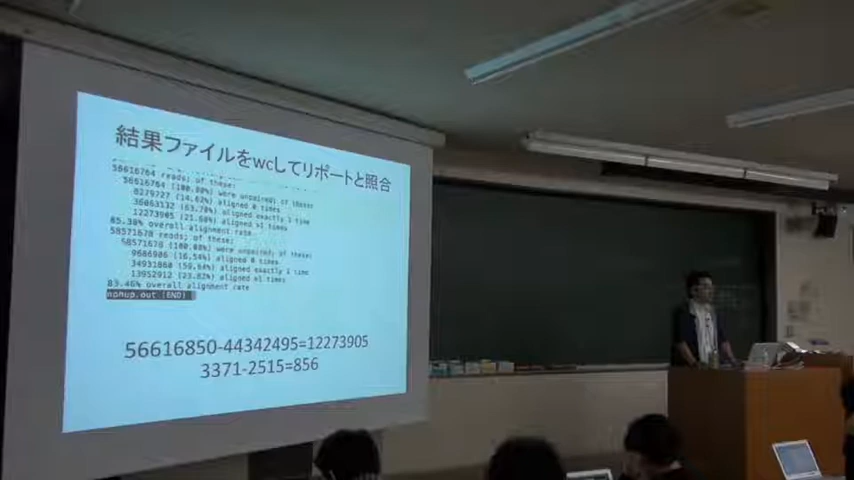 結果ファイルをwcしてリポートと照合
56616764 reads; of these:
56616764 (100.00%) were unpaired; of these:
8279727 (14.62%) aligned 0 times
36063132 (63.70%) aligned exactly 1 time
12273905 (21.68%) aligned >1 times
85.38% overall alignment rate
58571678 reads; of these:
58571678 (100.00%) were unpaired; of these:
9686906 (16.54%) aligned 0 times
34931860 (59.64%) aligned exactly 1 time
13952912 (23.82%) aligned >1 times
83.46% overall alignment rate
nohup.out (END)
56616850-44342495=12273905
3371-2515=856